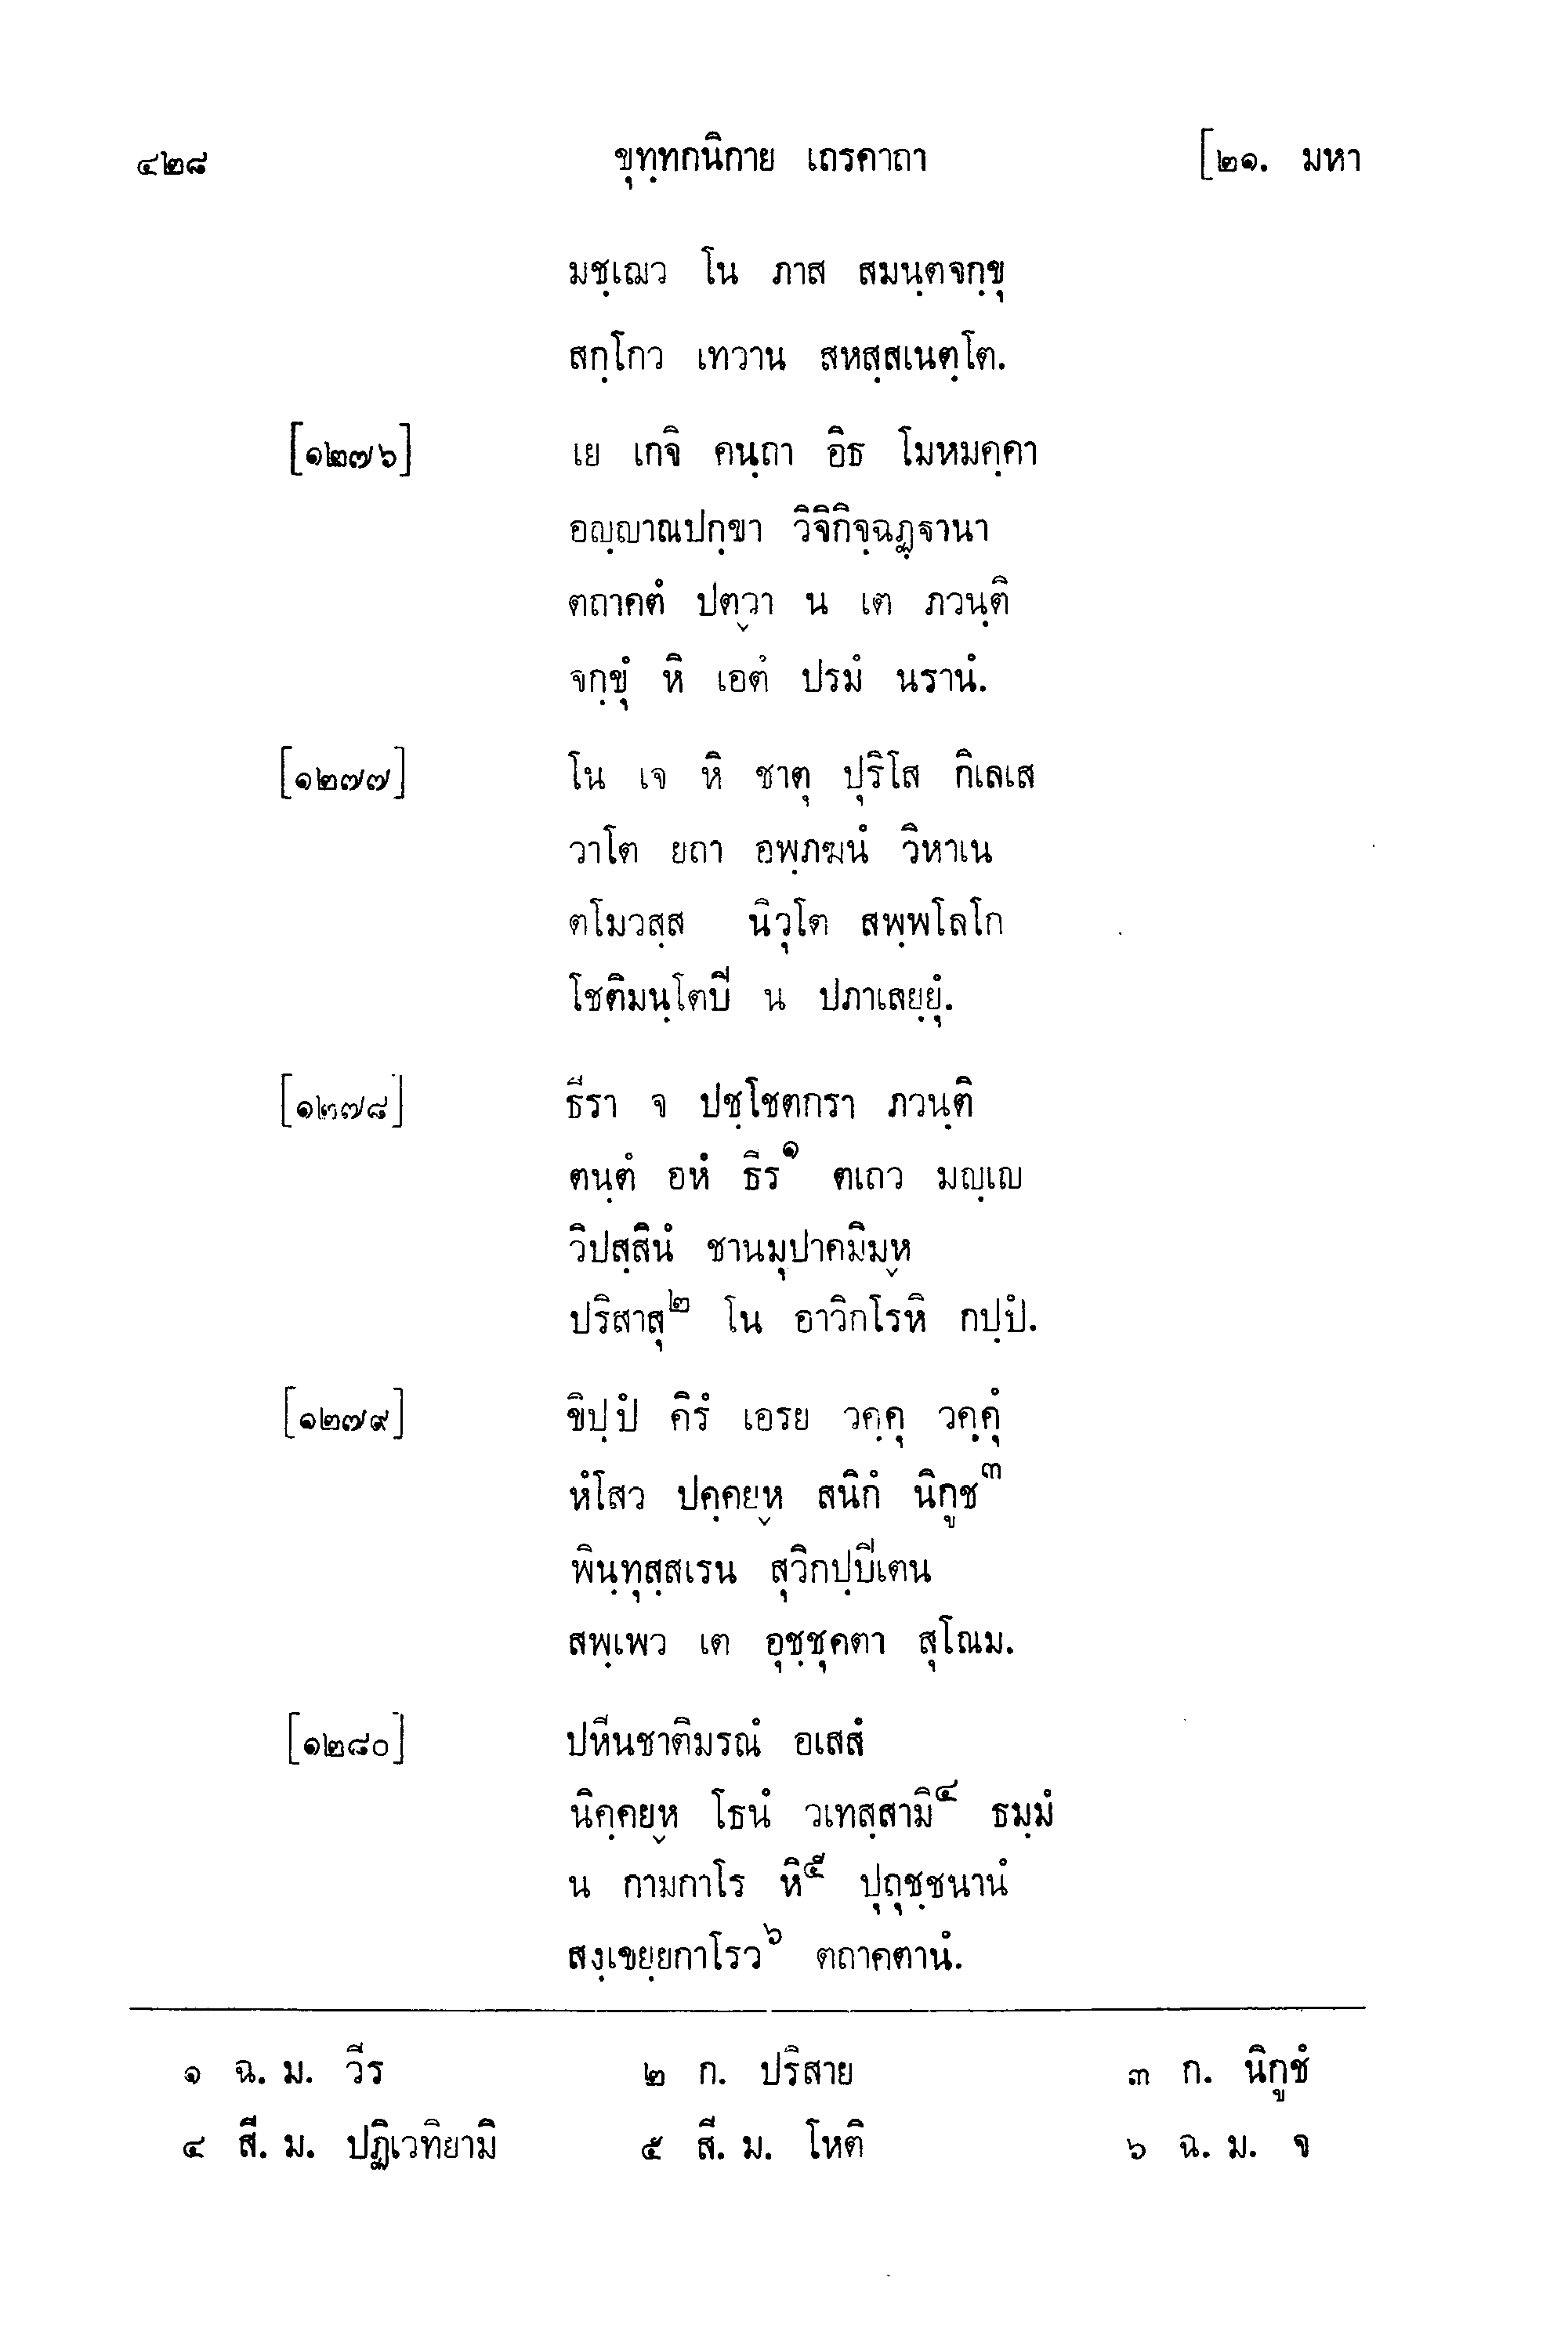 ๔๒๘ ขุทฺทกนิกาย เถรคาถา [๒๑. มหา
มชฺเฌว โน ภาส สมนฺตจกฺขุ
สกฺโกว เทวาน สหสฺสเนตฺโต.
[๑๒๗๖] เย เกจิ คนฺถา อิธ โมหมคฺคา
อญฺญาณปกฺขา วิจิกิจฺฉฏฺฐานา
ตถาคตํ ปตฺวา น เต ภวนฺติ
จกฺขุํ หิ เอตํ ปรมํ นรานํ.
[๑๒๗๗] โน เจ หิ ชาตุ ปุริโส กิเลเส
วาโต ยถา อพฺภฆนํ วิหาเน
ตโมวสฺส นิวุโต สพฺพโลโก
โชติมนฺโตปิ น ปภาเสยฺยุํ.
[๑๒๗๘] ธีรา จ ปชฺโชตกรา ภวนฺติ
ตนฺตํ อหํ ธีร๑ ตเถว มญฺเญ
วิปสฺสินํ ชานมุปาคมิมฺห
ปริสาสุ๒ โน อาวิกโรหิ กปฺปํ.
[๑๒๗๙] ขิปฺปํ คิรํ เอรย วคฺคุ วคฺคุํ
หํโสว ปคฺคยฺห สนิกํ นิกูช๓
พินฺทุสฺสเรน สุวิกปฺปิเตน
สพฺเพว เต อุชฺชุคตา สุโณม.
[๑๒๘๐] ปหีนชาติมรณํ อเสสํ
นิคฺคยฺห โธนํ วเทสฺสามิ๔ ธมฺมํ
น กามกาโร หิ๕ ปุถุชฺชนานํ
สงฺเขยฺยกาโรว๖ ตถาคตานํ.
๑ ฉ. ม. วีร ๒ ก. ปริสาย ๓ ก. นิกูชํ
๔ สี. ม. ปฏิเวทิยามิ ๕ สี. ม. โหติ ๖ ฉ. ม. จ